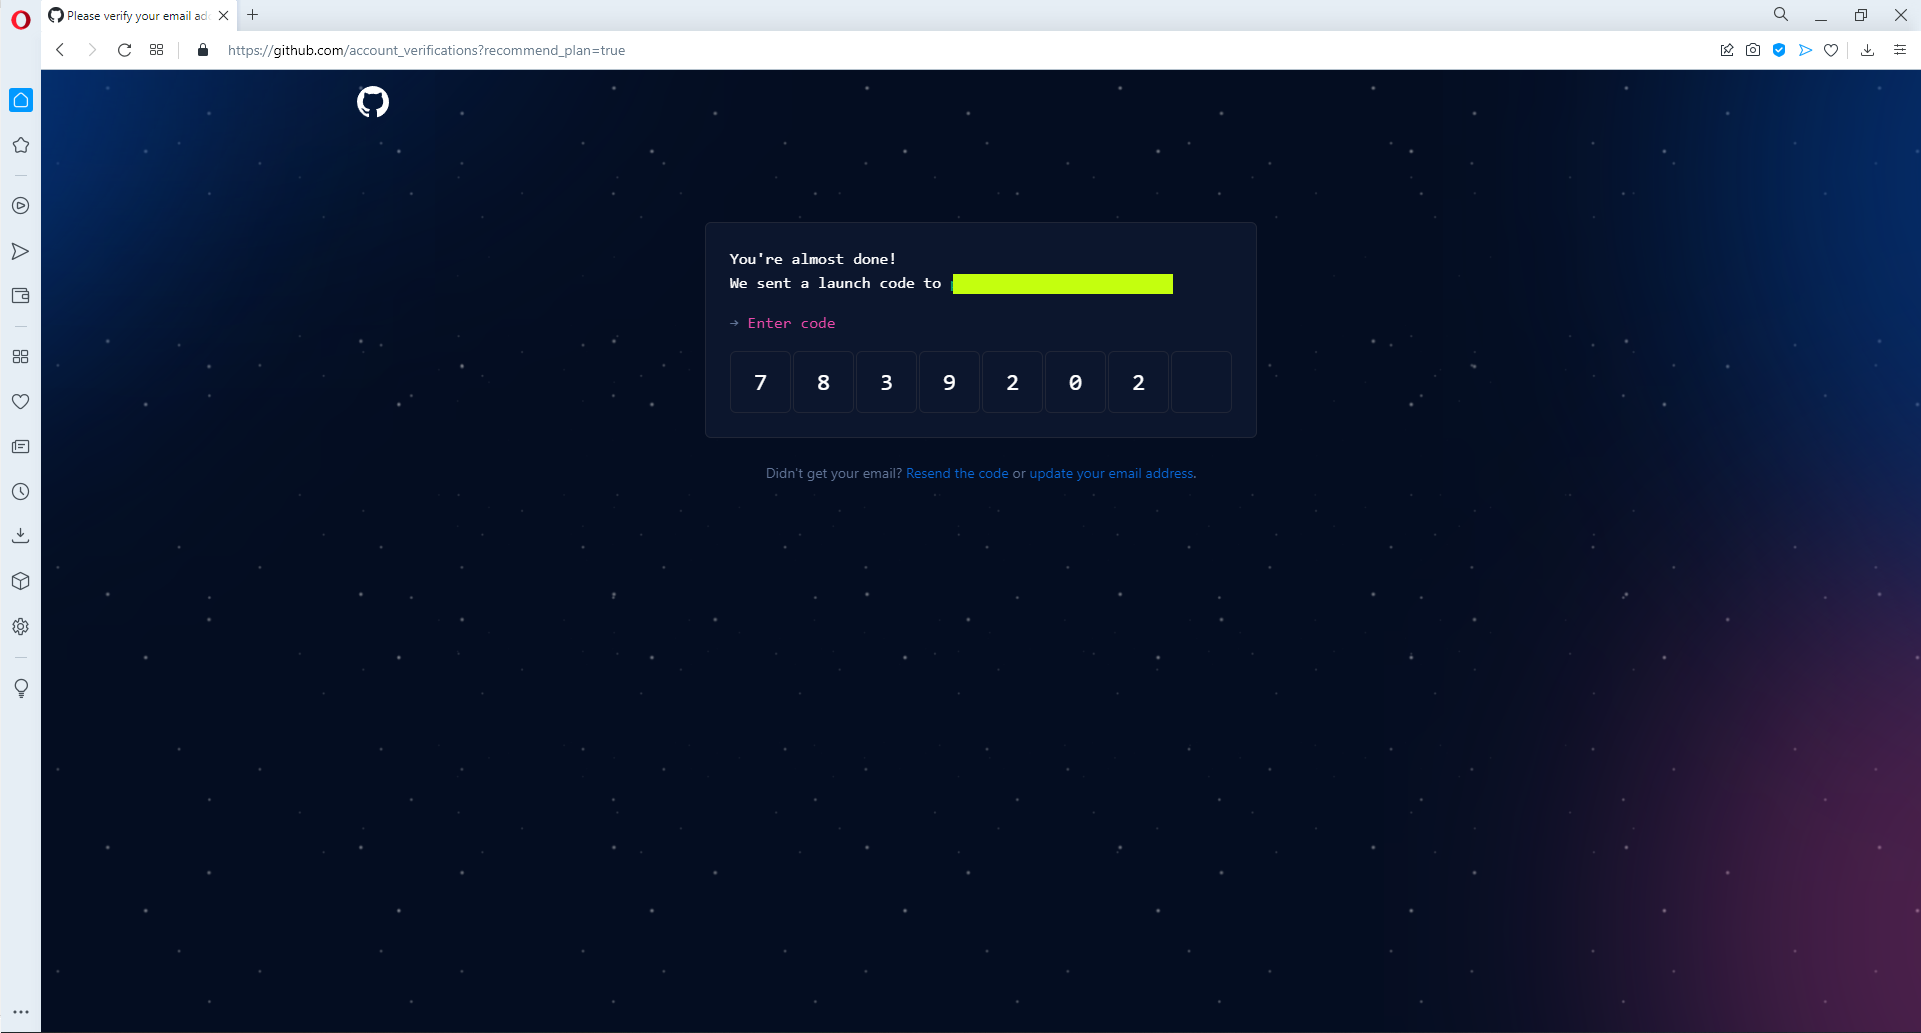 Please verify your email ad
https://github.com/account_verifications?recommend_plan=true
You're almost done!
We sent a launch code to
→ Enter code
7 8 3 9 2 0 2
Didn't get your email? Resend the code or update your email address.